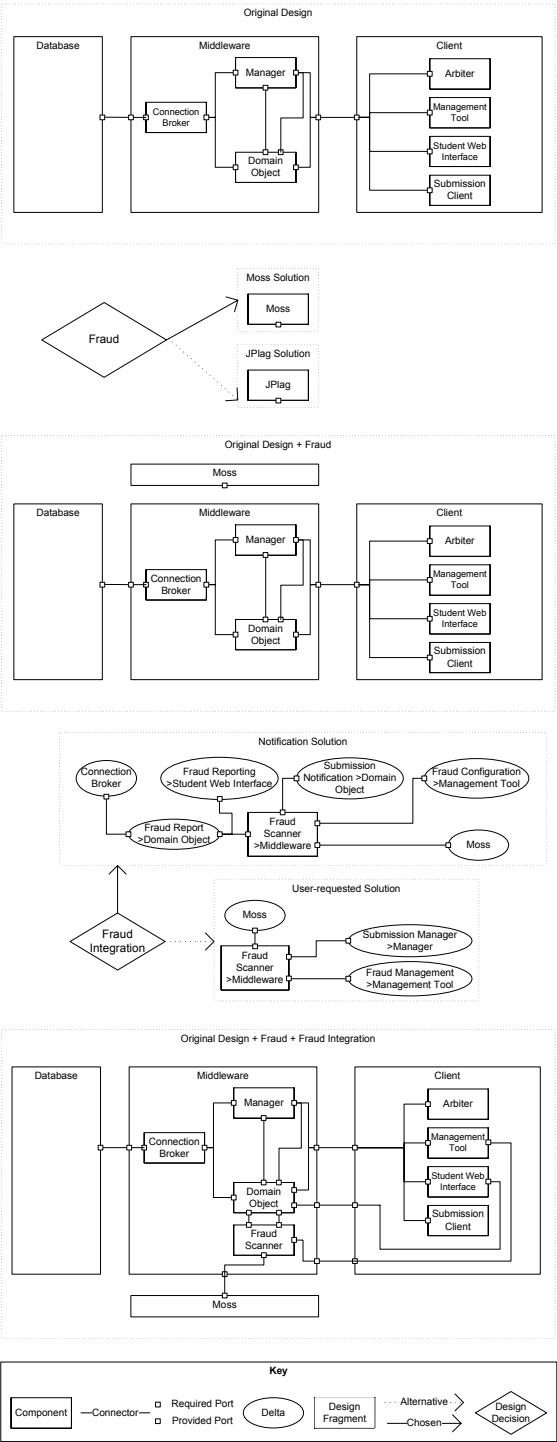 Original Design
Database
Middleware
Client
Manager
Connection
Broker
Domain
Object
Arbiter
Management
Tool
Student Web
Interface
Submission
Client
Fraud
Moss Solution
Moss
JPlag Solution
JPlag
Original Design + Fraud
Moss
Database
Middleware
Client
Manager
Connection
Broker
Domain
Object
Arbiter
Management
Tool
Student Web
Interface
Submission
Client
Notification Solution
Connection
Broker
Fraud Reporting
>Student Web Interface
Submission
Notification >Domain
Object
Fraud Configuration
>Management Tool
Fraud Report
>Domain Object
Fraud
Scanner
>Middleware
Moss
Fraud
Integration
User-requested Solution
Moss
Fraud
Scanner
>Middleware
Submission Manager
>Manager
Fraud Management
>Management Tool
Original Design + Fraud + Fraud Integration
Database
Middleware
Client
Manager
Connection
Broker
Domain
Object
Fraud
Scanner
Arbiter
Management
Tool
Student Web
Interface
Submission
Client
Moss
Key
Component
Connector
Required Port
Provided Port
Delta
Design
Fragment
Alternative
Chosen
Design
Decision